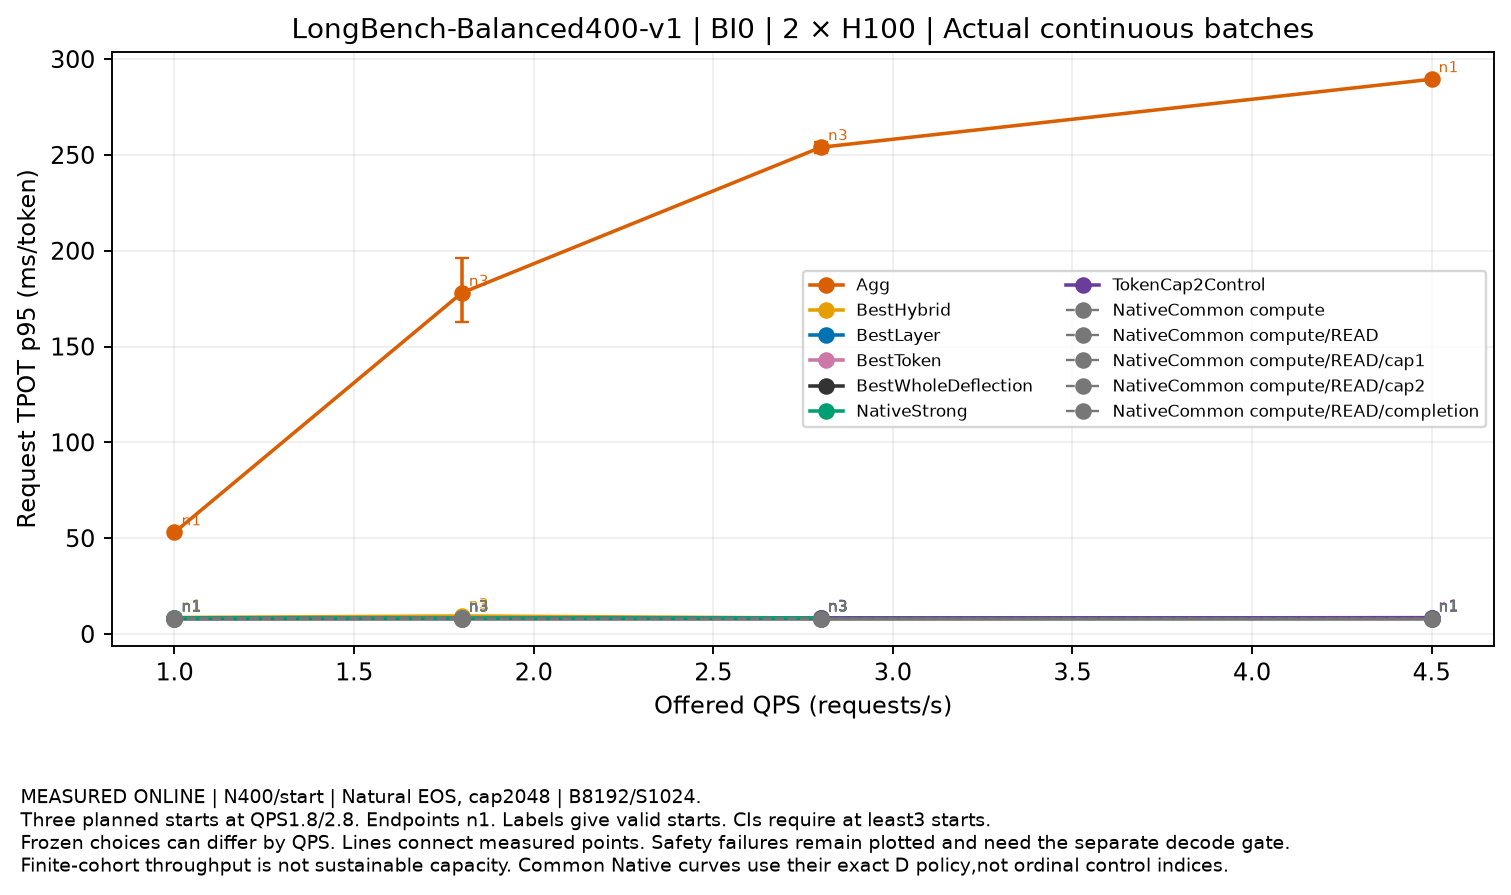 LongBench-Balanced400-v1 | BI0 | 2 × H100 | Actual continuous batches
Request TPOT p95 (ms/token)
300
250
200
150
100
50
0
n1
n3
n3
n1
n1
n3
n3
n1
Agg
BestHybrid
BestLayer
BestToken
BestWholeDeflection
NativeStrong
TokenCap2Control
NativeCommon compute
NativeCommon compute/READ
NativeCommon compute/READ/cap1
NativeCommon compute/READ/cap2
NativeCommon compute/READ/completion
1.0 1.5 2.0 2.5 3.0 3.5 4.0 4.5
Offered QPS (requests/s)
MEASURED ONLINE | N400/start | Natural EOS, cap2048 | B8192/S1024.
Three planned starts at QPS1.8/2.8. Endpoints n1. Labels give valid starts. CIs require at least3 starts.
Frozen choices can differ by QPS. Lines connect measured points. Safety failures remain plotted and need the separate decode gate.
Finite-cohort throughput is not sustainable capacity. Common Native curves use their exact D policy,not ordinal control indices.